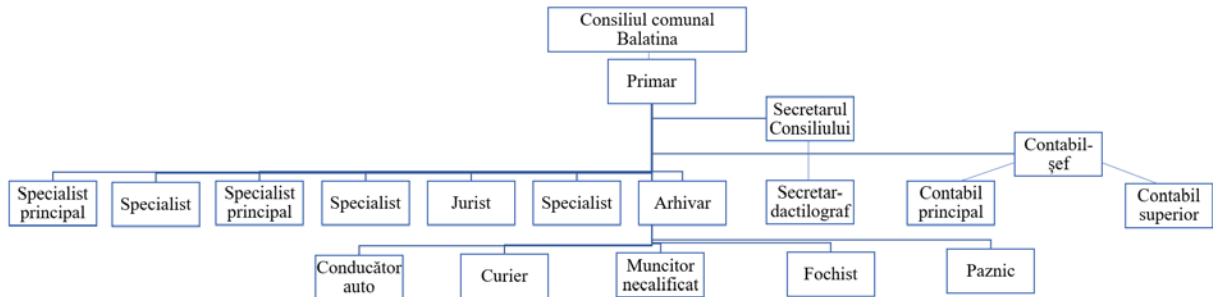 Consiliul comunal
Balatina
Primar
Secretarul
Consiliului
Contabil-
șef
Specialist
principal
Specialist
Specialist
principal
Specialist
Jurist
Specialist
Arhivar
Secretar-
dactilograf
Contabil
principal
Contabil
superior
Conducător
auto
Curier
Muncitor
necalificat
Fochist
Paznic